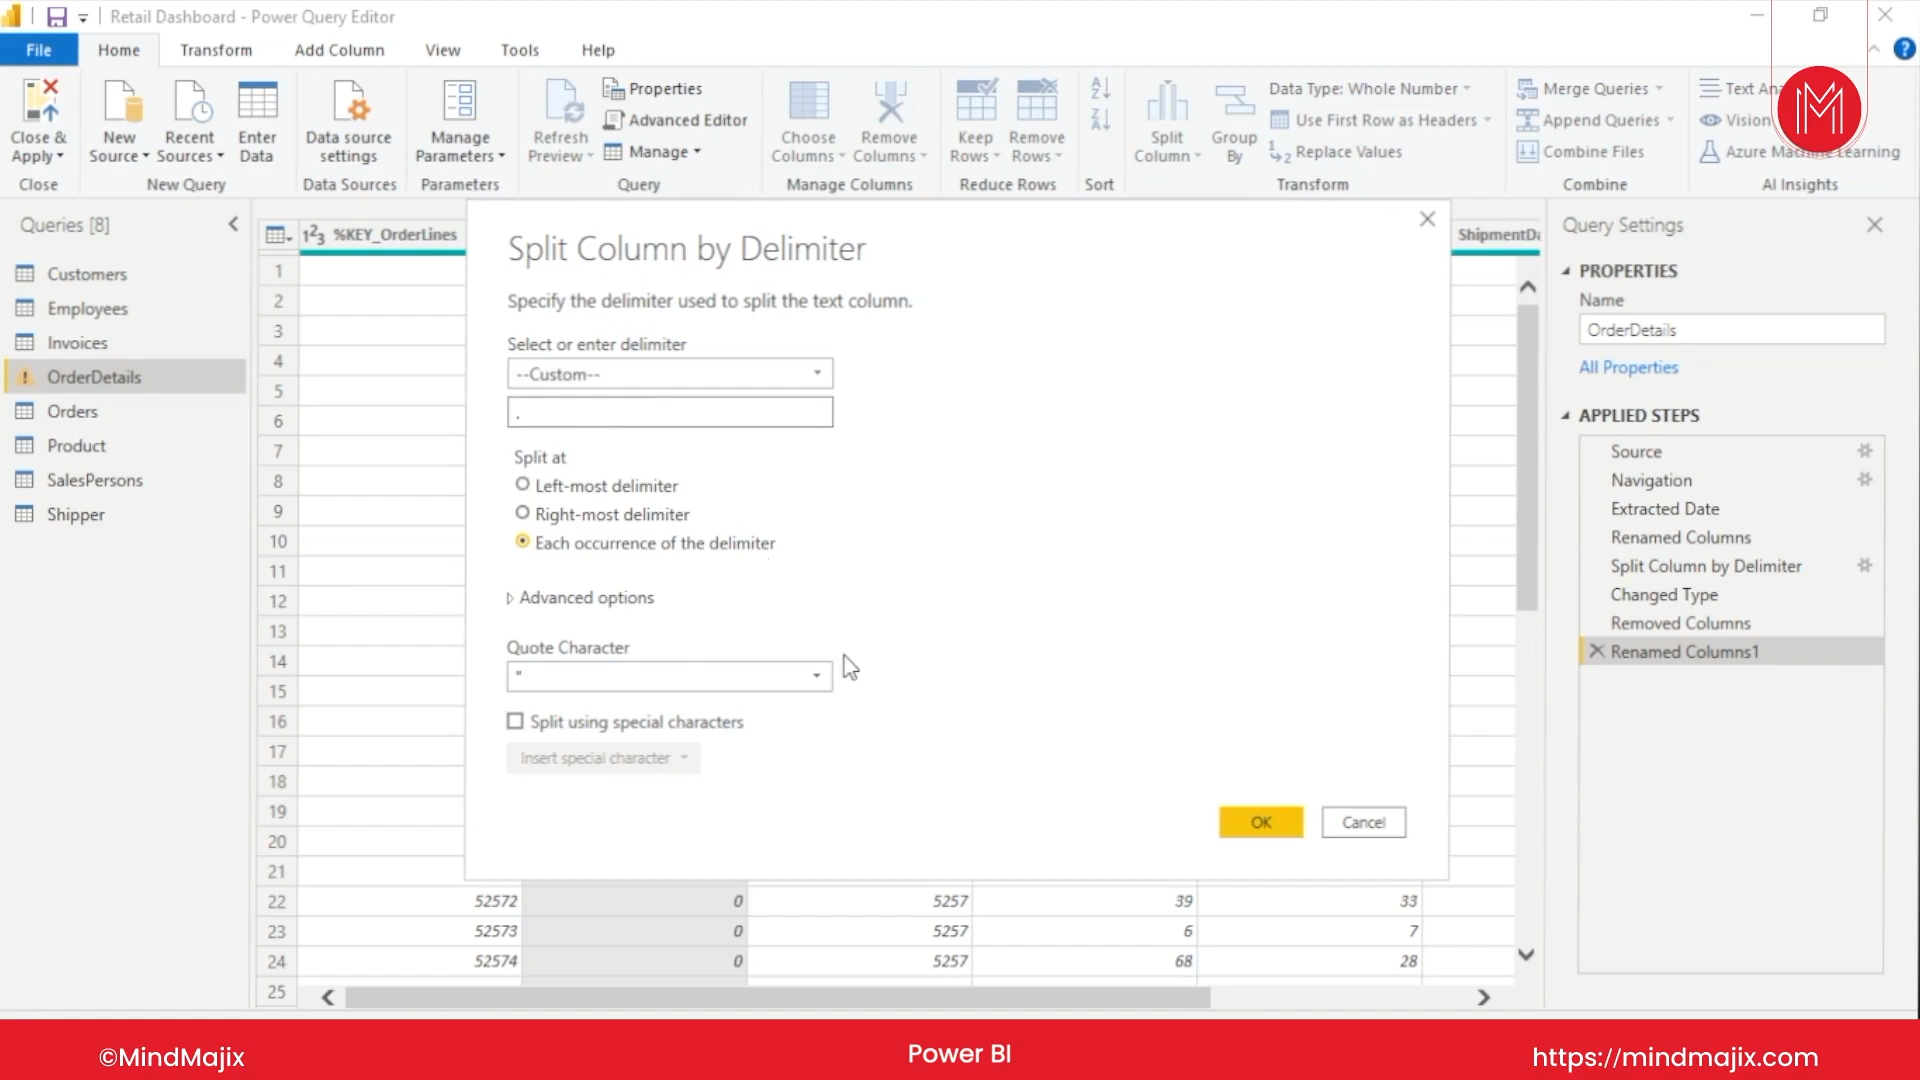 Retail Dashboard - Power Query Editor
File Home Transform Add Column View Tools Help
Close & Apply
New Source
Recent Sources
Enter Data
Data source settings
Manage Parameters
Refresh Preview
Properties
Advanced Editor
Manage
Choose Columns
Remove Columns
Keep Rows
Remove Rows
Split Column
Group By
Data Type: Whole Number
Use First Row as Headers
Replace Values
Merge Queries
Append Queries
Combine Files
Text
Vision
Azure Machine Learning
Close New Query Data Sources Parameters Query Manage Columns Reduce Rows Sort Transform Combine AI Insights
Queries [8]
Customers
Employees
Invoices
OrderDetails
Orders
Product
SalesPersons
Shipper
1²3 %KEY_OrderLines
ShipmentDa
1
2
3
4
5
6
7
8
9
10
11
12
13
14
15
16
17
18
19
20
21
22 52572 0 5257 39 33
23 52573 0 5257 6 7
24 52574 0 5257 68 28
25
Split Column by Delimiter
Specify the delimiter used to split the text column.
Select or enter delimiter
--Custom--
.
Split at
Left-most delimiter
Right-most delimiter
Each occurrence of the delimiter
Advanced options
Quote Character
"
Split using special characters
Insert special character
OK Cancel
Query Settings
PROPERTIES
Name
OrderDetails
All Properties
APPLIED STEPS
Source
Navigation
Extracted Date
Renamed Columns
Split Column by Delimiter
Changed Type
Removed Columns
Renamed Columns1
©MindMajix Power BI https://mindmajix.com